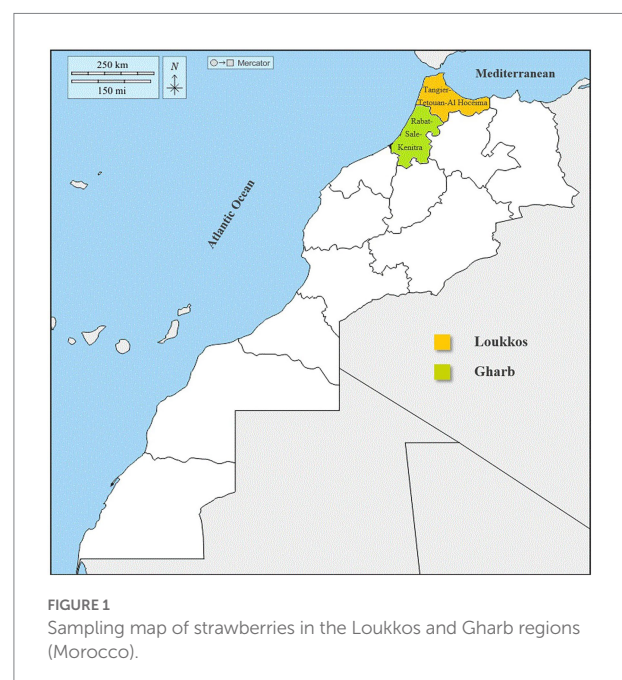 250 km
150 mi
N
Mercator
Mediterranean
Tangier-
Tetouan-Al Hoceima
Rabat-
Sale-
Kenitra
Atlantic Ocean
Loukkos
Gharb
FIGURE 1
Sampling map of strawberries in the Loukkos and Gharb regions
(Morocco).